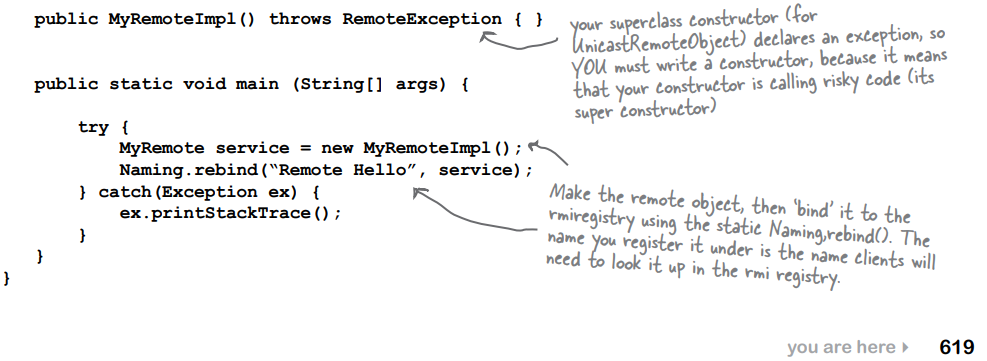 public MyRemoteImpl() throws RemoteException { }
your superclass constructor (for
UnicastRemoteObject) declares an exception, so
YOU must write a constructor, because it means
that your constructor is calling risky code (its
super constructor)
public static void main (String[] args) {
try {
MyRemote service = new MyRemoteImpl();
Naming.rebind(“Remote Hello”, service);
} catch(Exception ex) {
ex.printStackTrace();
}
}
}
Make the remote object, then ‘bind’ it to the
rmiregistry using the static Naming,rebind(). The
name you register it under is the name clients will
need to look it up in the rmi registry.
you are here 619